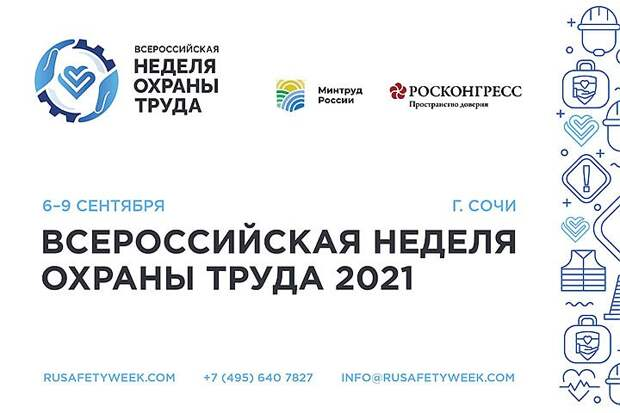 ВСЕРОССИЙСКАЯ
НЕДЕЛЯ
ОХРАНЫ
ТРУДА
Минтруд
России
РОСКОНГРЕСС
Пространство доверия
6–9 СЕНТЯБРЯ
Г. СОЧИ
ВСЕРОССИЙСКАЯ НЕДЕЛЯ
ОХРАНЫ ТРУДА 2021
RUSAFETYWEEK.COM
+7 (495) 640 7827
INFO@RUSAFETYWEEK.COM